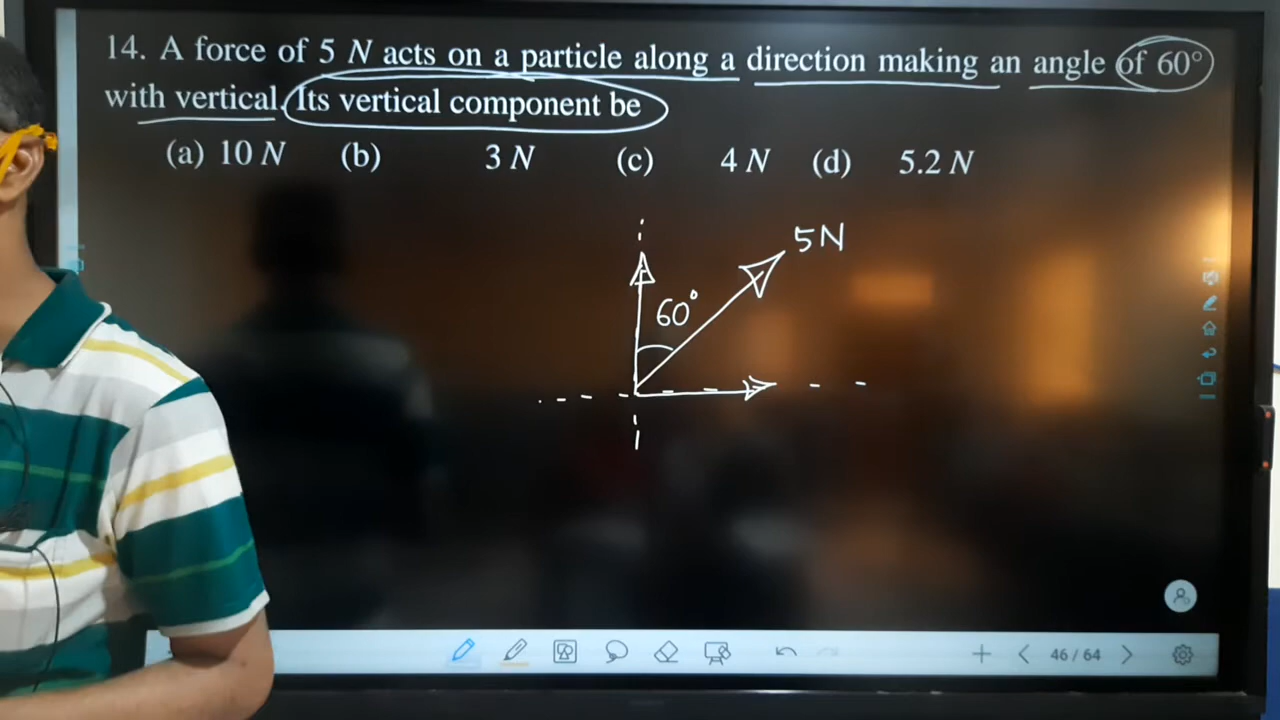 14. A force of 5 N acts on a particle along a direction making an angle of 60°
with vertical. Its vertical component be
(a) 10 N (b) 3 N (c) 4 N (d) 5.2 N
5N
60°
46 / 64